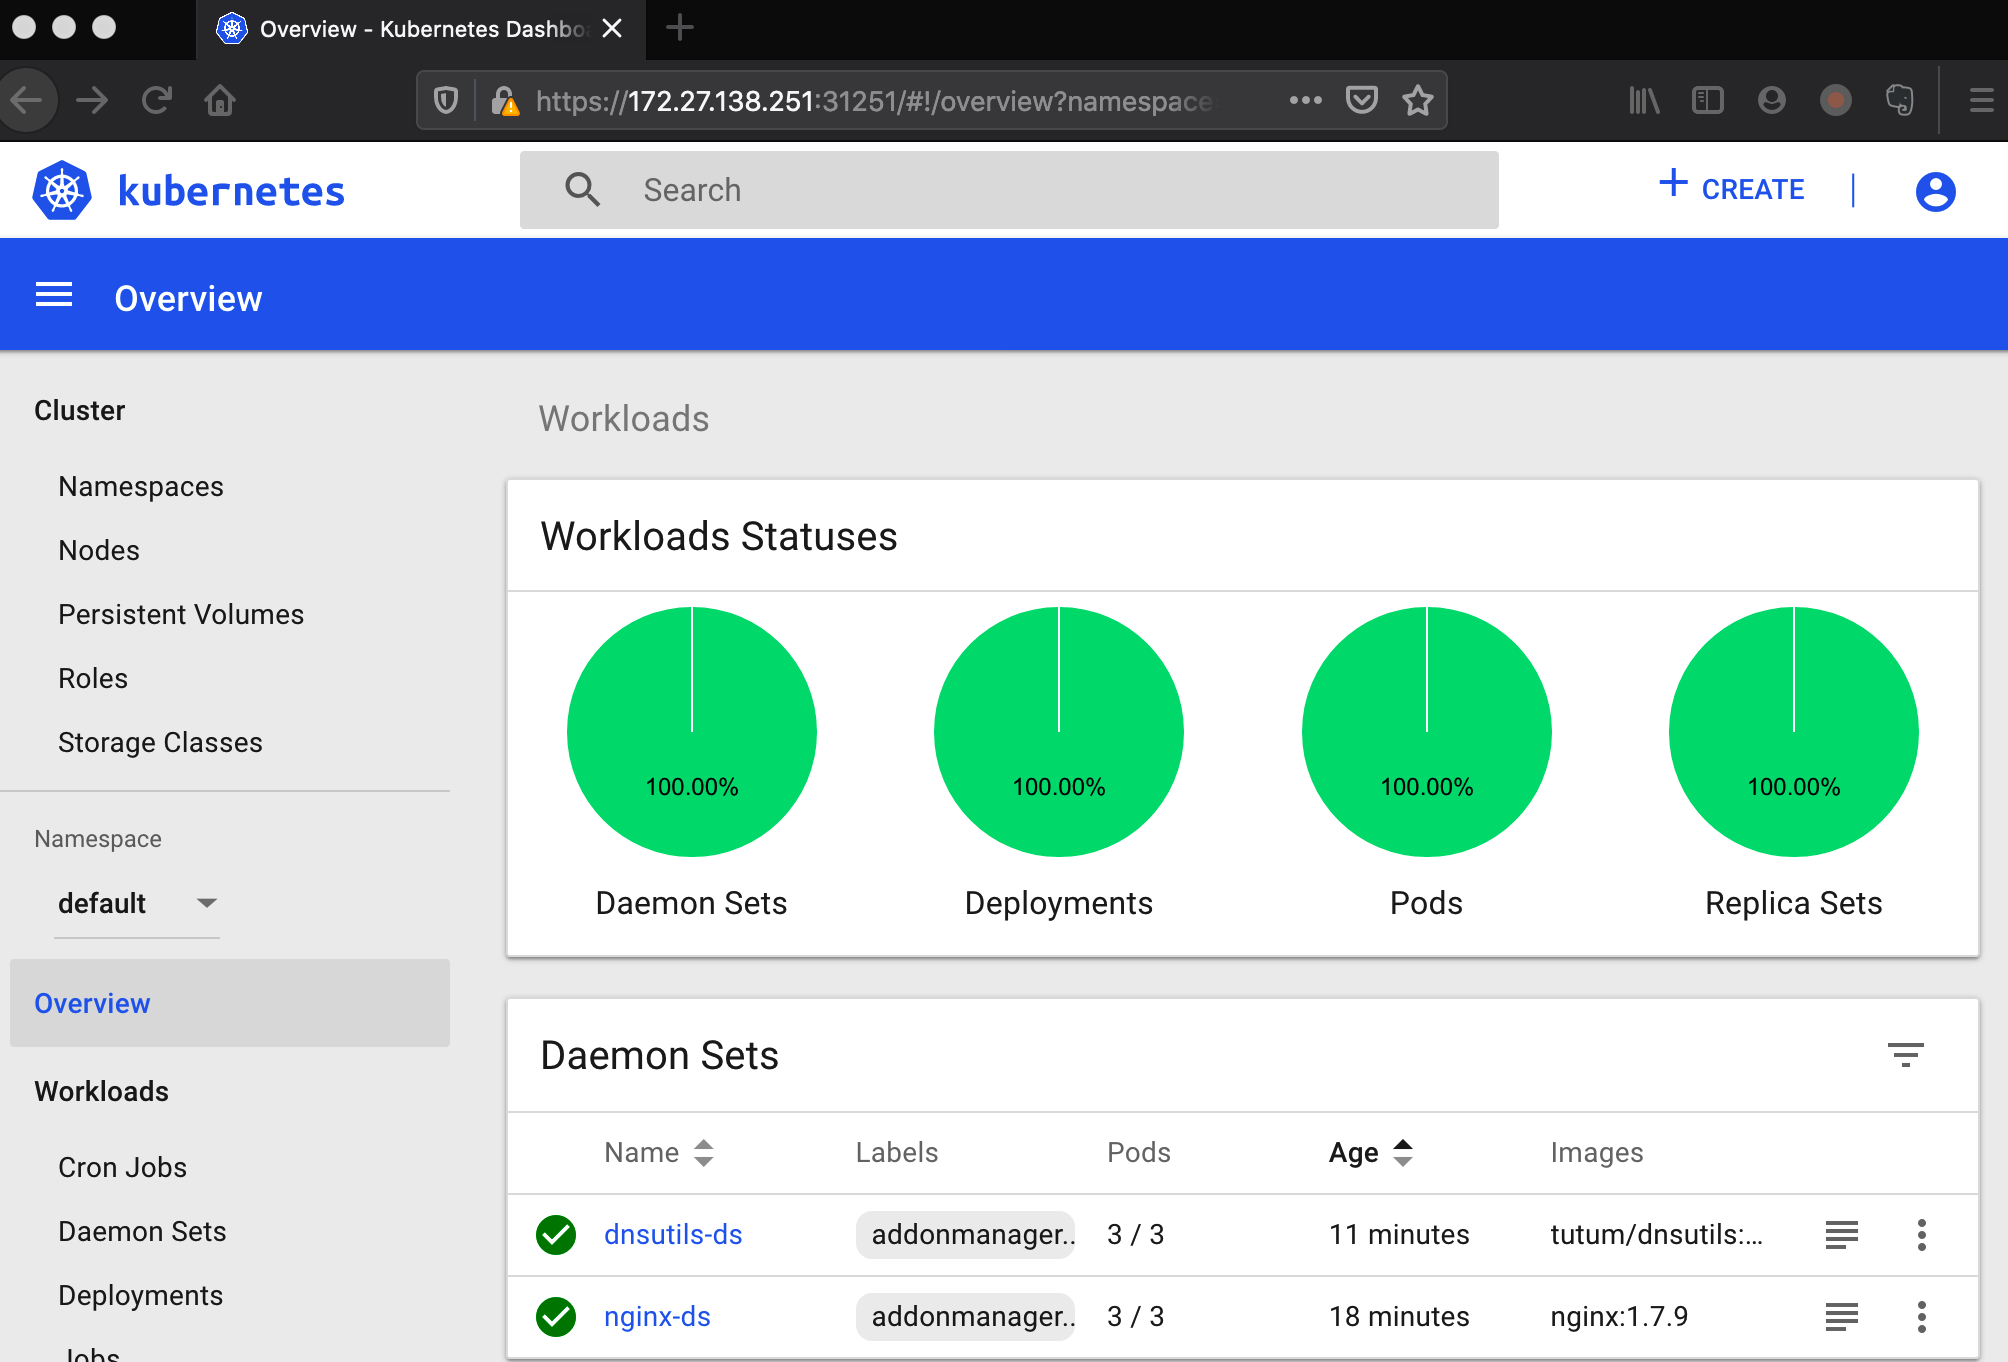 Overview - Kubernetes Dashbo
https://172.27.138.251:31251/#!/overview?namespace
kubernetes
Search
+ CREATE
Overview
Cluster
Namespaces
Nodes
Persistent Volumes
Roles
Storage Classes
Namespace
default
Overview
Workloads
Cron Jobs
Daemon Sets
Deployments
Jobs
Workloads
Workloads Statuses
100.00% 100.00% 100.00% 100.00%
Daemon Sets Deployments Pods Replica Sets
Daemon Sets
Name Labels Pods Age Images
dnsutils-ds addonmanager.. 3 / 3 11 minutes tutum/dnsutils:...
nginx-ds addonmanager.. 3 / 3 18 minutes nginx:1.7.9